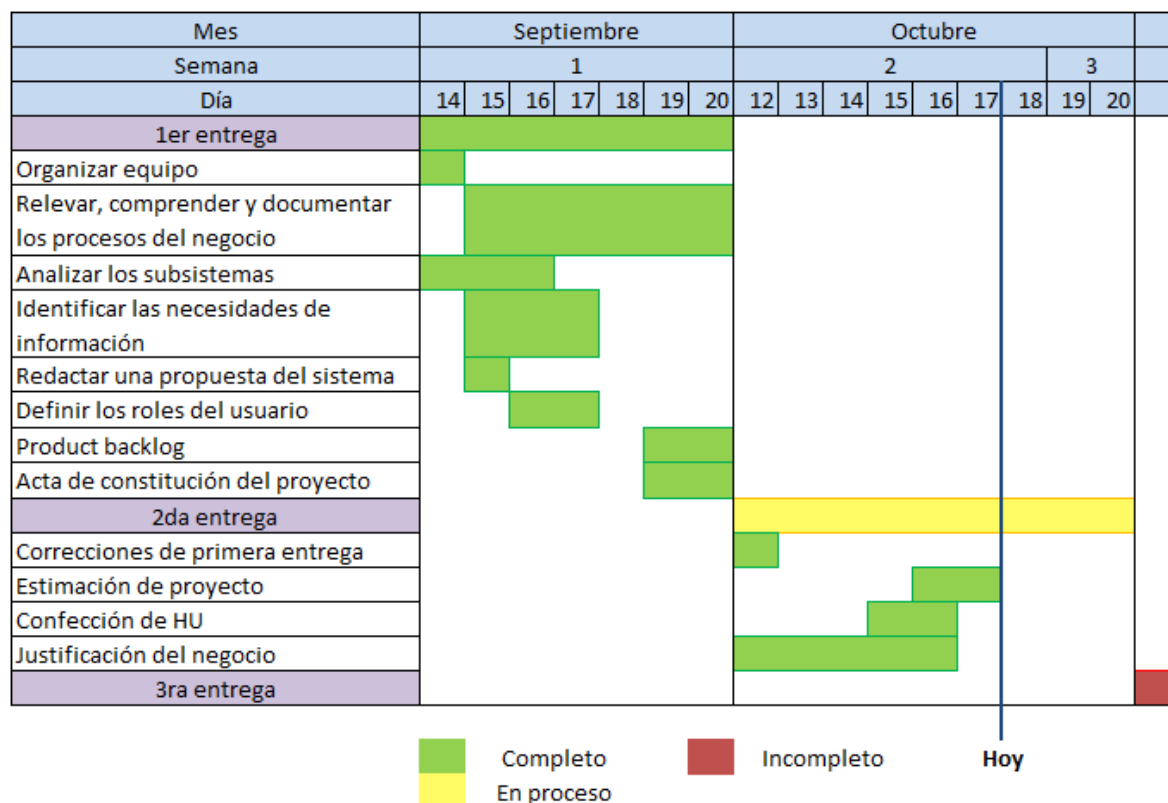 Mes Septiembre Octubre
Semana 1 2 3
Día 14 15 16 17 18 19 20 12 13 14 15 16 17 18 19 20
1er entrega
Organizar equipo
Relevar, comprender y documentar
los procesos del negocio
Analizar los subsistemas
Identificar las necesidades de
información
Redactar una propuesta del sistema
Definir los roles del usuario
Product backlog
Acta de constitución del proyecto
2da entrega
Correcciones de primera entrega
Estimación de proyecto
Confección de HU
Justificación del negocio
3ra entrega
Completo Incompleto Hoy
En proceso